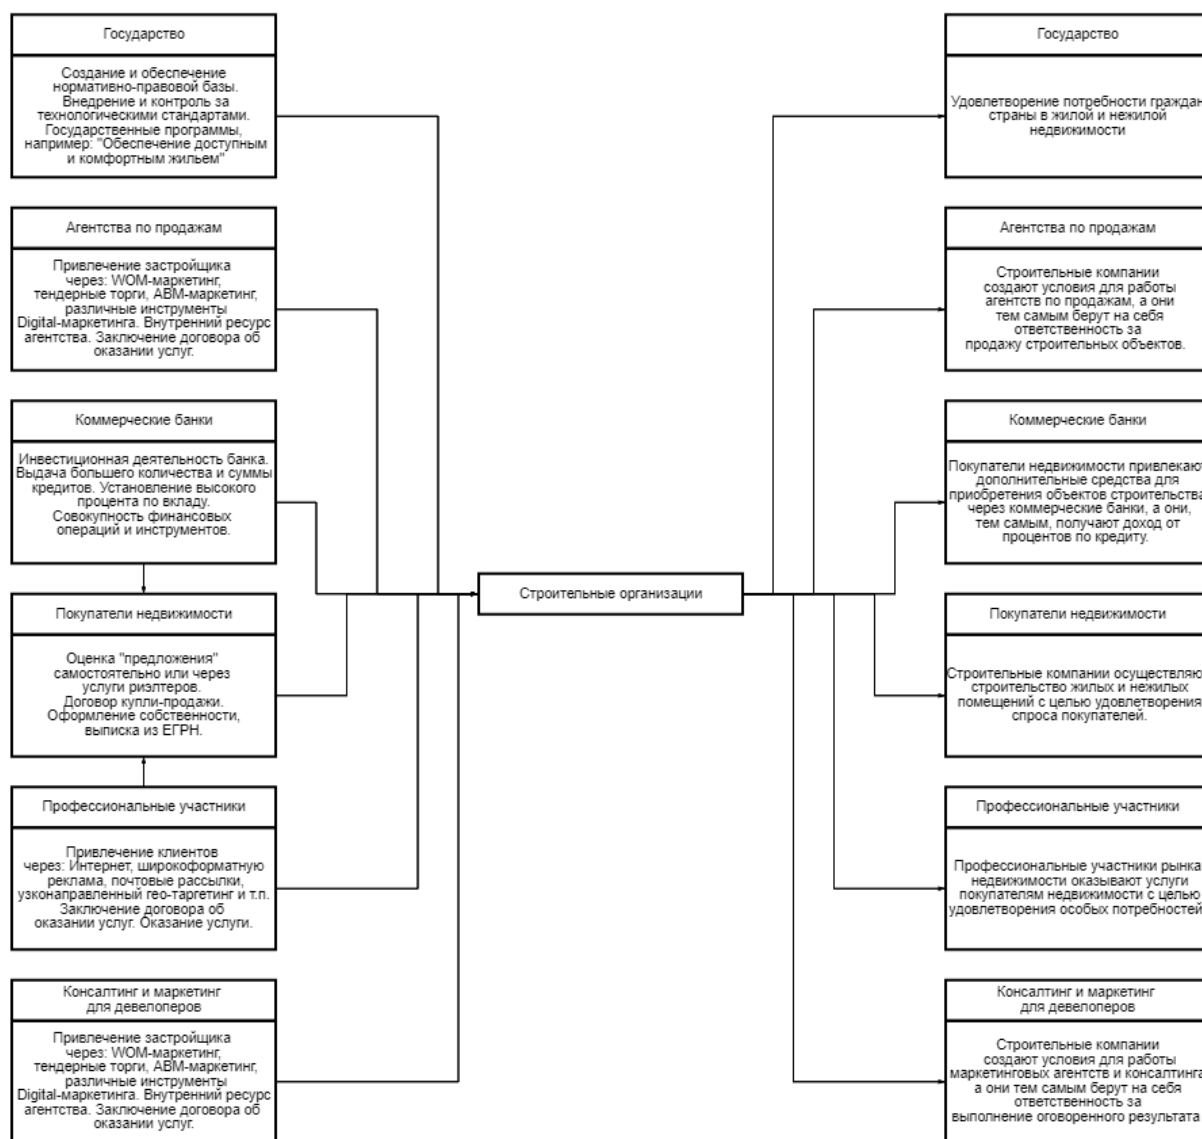 Государство
Создание и обеспечение
нормативно-правовой базы.
Внедрение и контроль за
технологическими стандартами.
Государственные программы,
например: "Обеспечение доступным
и комфортным жильем"
Агентства по продажам
Привлечение застройщика
через: WOM-маркетинг,
тендерные торги, ABM-маркетинг,
различные инструменты
Digital-маркетинга. Внутренний ресурс
агентства. Заключение договора об
оказании услуг.
Коммерческие банки
Инвестиционная деятельность банка.
Выдача большего количества и суммы
кредитов. Установление высокого
процента по вкладу.
Совокупность финансовых
операций и инструментов.
Покупатели недвижимости
Оценка "предложения"
самостоятельно или через
услуги риэлтеров.
Договор купли-продажи.
Оформление собственности,
выписка из ЕГРН.
Профессиональные участники
Привлечение клиентов
через: Интернет, широкоформатную
реклама, почтовые рассылки,
узконаправленный гео-таргетинг и т.п.
Заключение договора об
оказании услуг. Оказание услуги.
Консалтинг и маркетинг
для девелоперов
Привлечение застройщика
через: WOM-маркетинг,
тендерные торги, ABM-маркетинг,
различные инструменты
Digital-маркетинга. Внутренний ресурс
агентства. Заключение договора об
оказании услуг.
Строительные организации
Государство
Удовлетворение потребности граждан
страны в жилой и нежилой
недвижимости
Агентства по продажам
Строительные компании
создают условия для работы
агентств по продажам, а они
тем самым берут на себя
ответственность за
продажу строительных объектов.
Коммерческие банки
Покупатели недвижимости привлекают
дополнительные средства для
приобретения объектов строительства
через коммерческие банки, а они,
тем самым, получают доход от
процентов по кредиту.
Покупатели недвижимости
Строительные компании осуществляю
строительство жилых и нежилых
помещений с целью удовлетворения
спроса покупателей.
Профессиональные участники
Профессиональные участники рынка
недвижимости оказывают услуги
покупателям недвижимости с целью
удовлетворения особых потребностей
Консалтинг и маркетинг
для девелоперов
Строительные компании
создают условия для работы
маркетинговых агентств и консалтинга
а они тем самым берут на себя
ответственность за
выполнение оговоренного результата